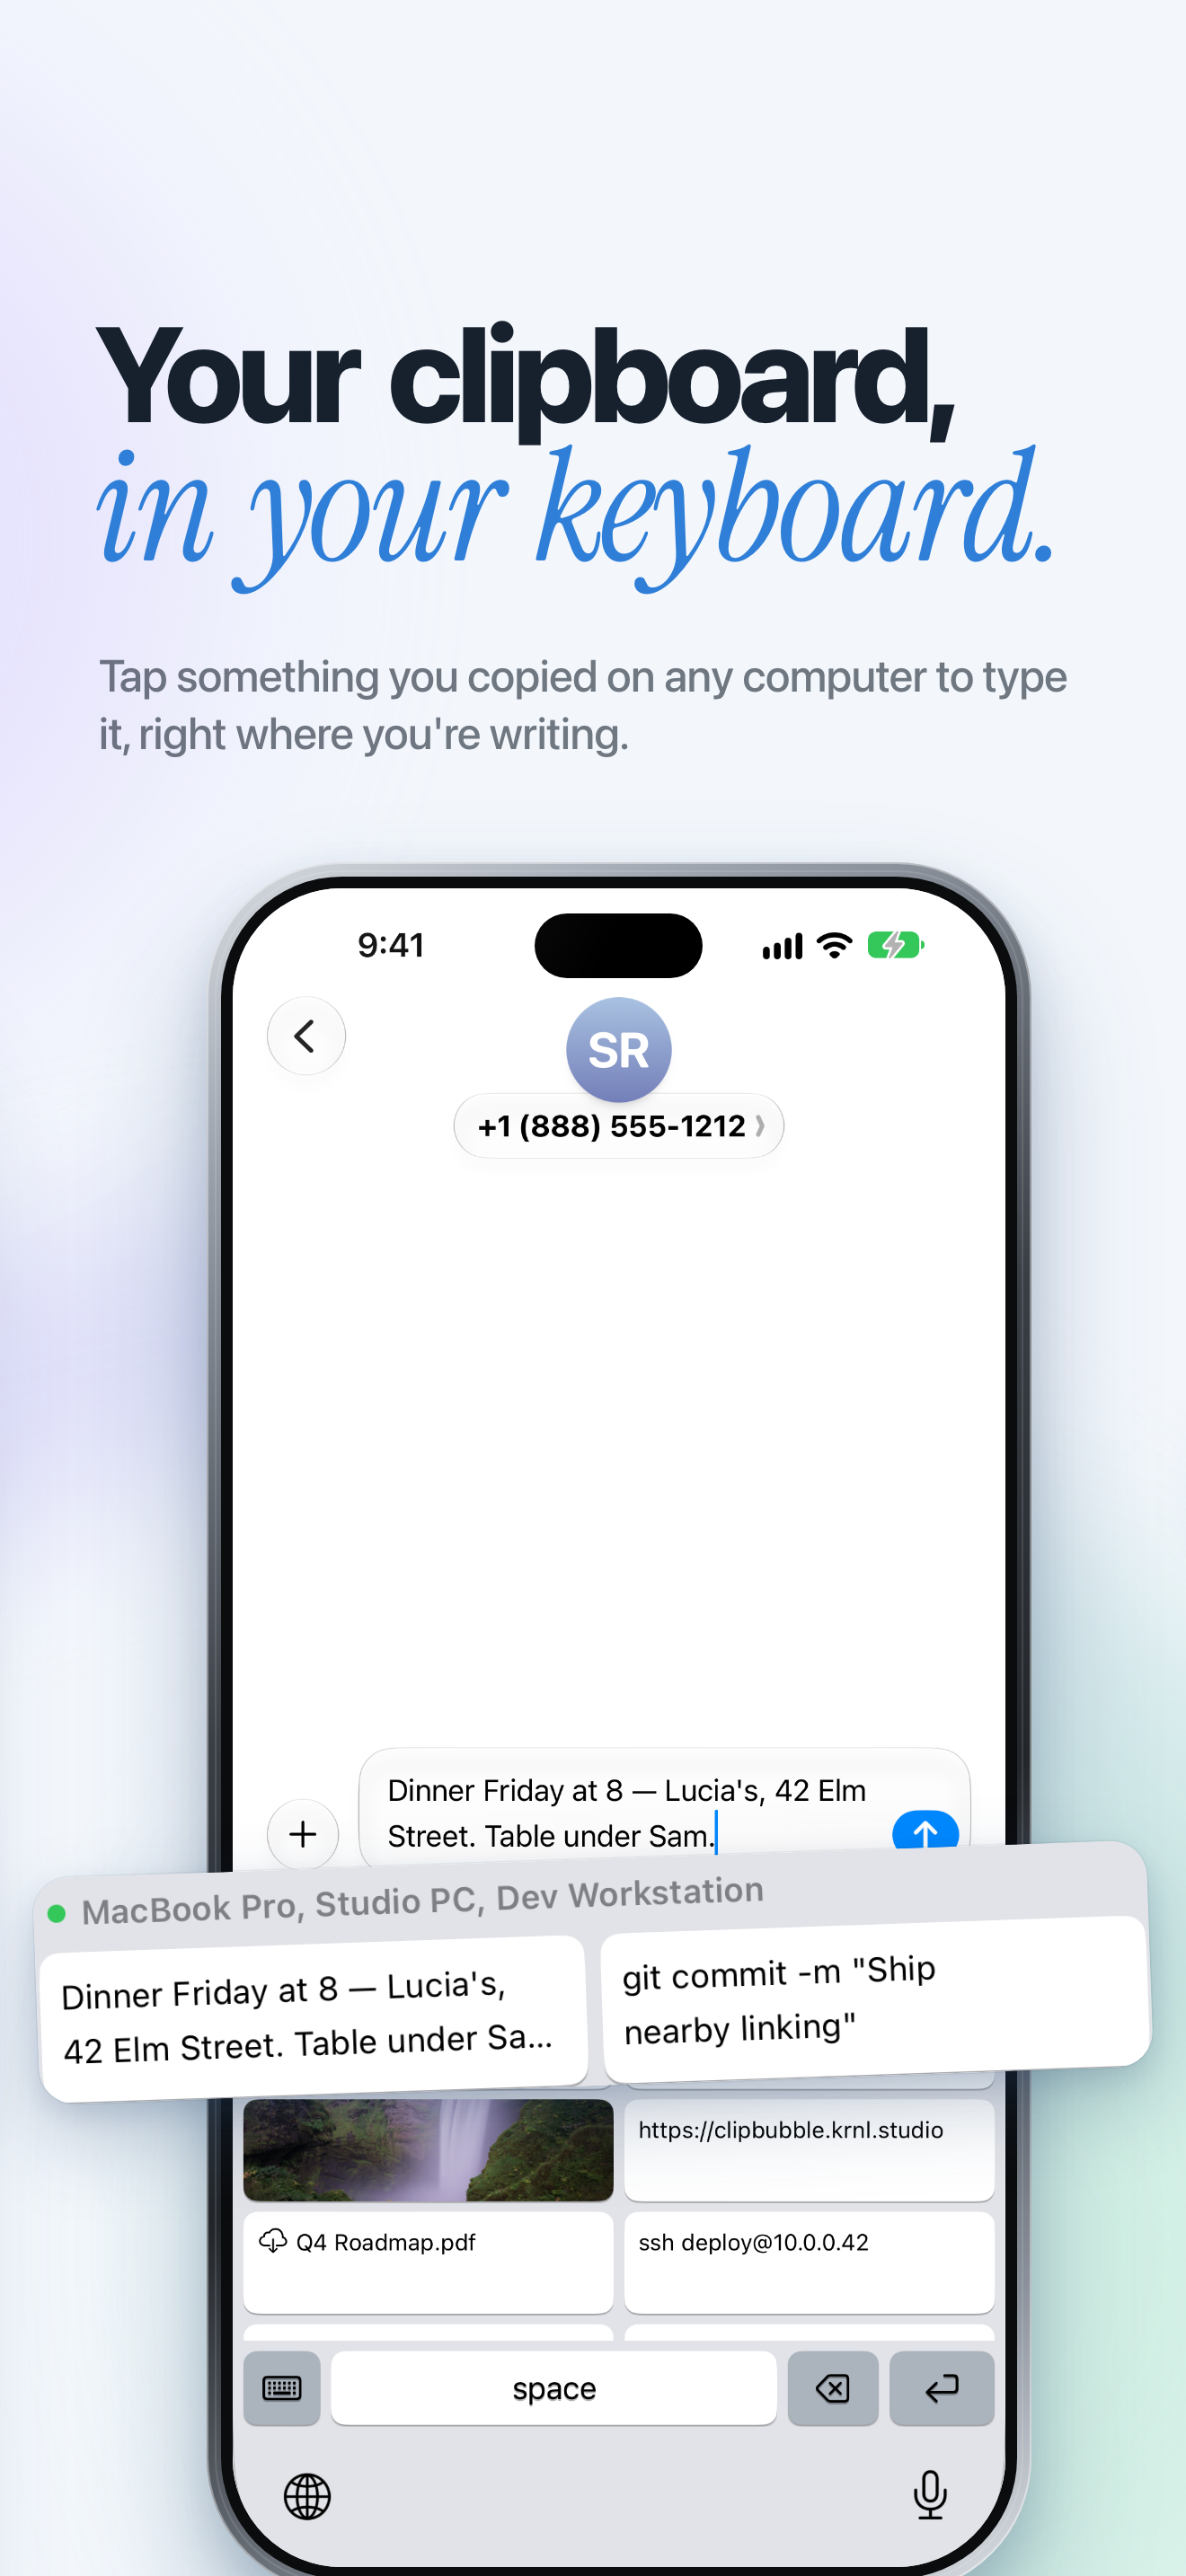 Your clipboard,
in your keyboard.
Tap something you copied on any computer to type
it, right where you're writing.
9:41
SR
+1 (888) 555-1212
Dinner Friday at 8 — Lucia's, 42 Elm
Street. Table under Sam.
MacBook Pro, Studio PC, Dev Workstation
Dinner Friday at 8 — Lucia's,
42 Elm Street. Table under Sa...
git commit -m "Ship
nearby linking"
https://clipbubble.krnl.studio
Q4 Roadmap.pdf
ssh deploy@10.0.0.42
space